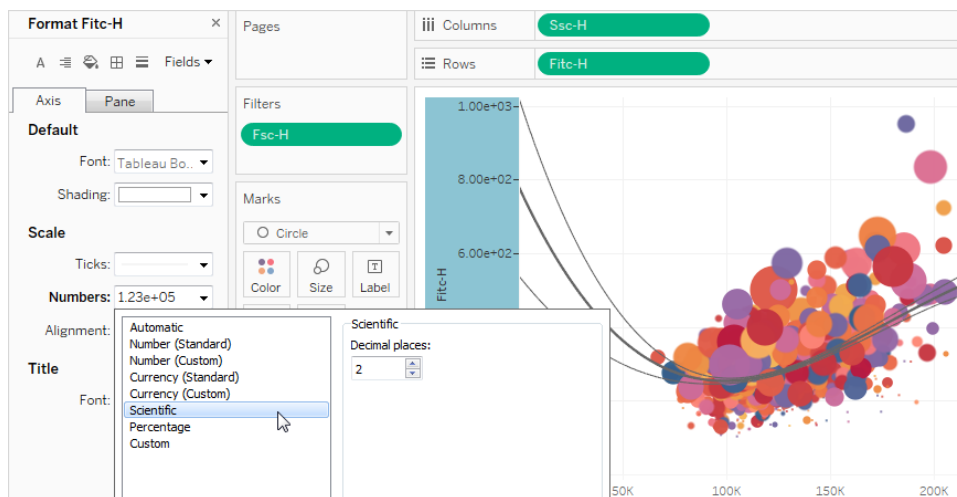 Format Fitc-H
×
A
Fields
Axis
Pane
Default
Font:
Tableau Bo..
Shading:
Scale
Ticks:
Numbers:
1.23e+05
Alignment:
Title
Font:
Automatic
Number (Standard)
Number (Custom)
Currency (Standard)
Currency (Custom)
Scientific
Percentage
Custom
Scientific
Decimal places:
2
Pages
Filters
Fsc-H
Marks
Circle
Color
Size
T
Label
Columns
Ssc-H
Rows
Fitc-H
1.00e+03
8.00e+02
6.00e+02
Fitc-H
50K
100K
150K
200K